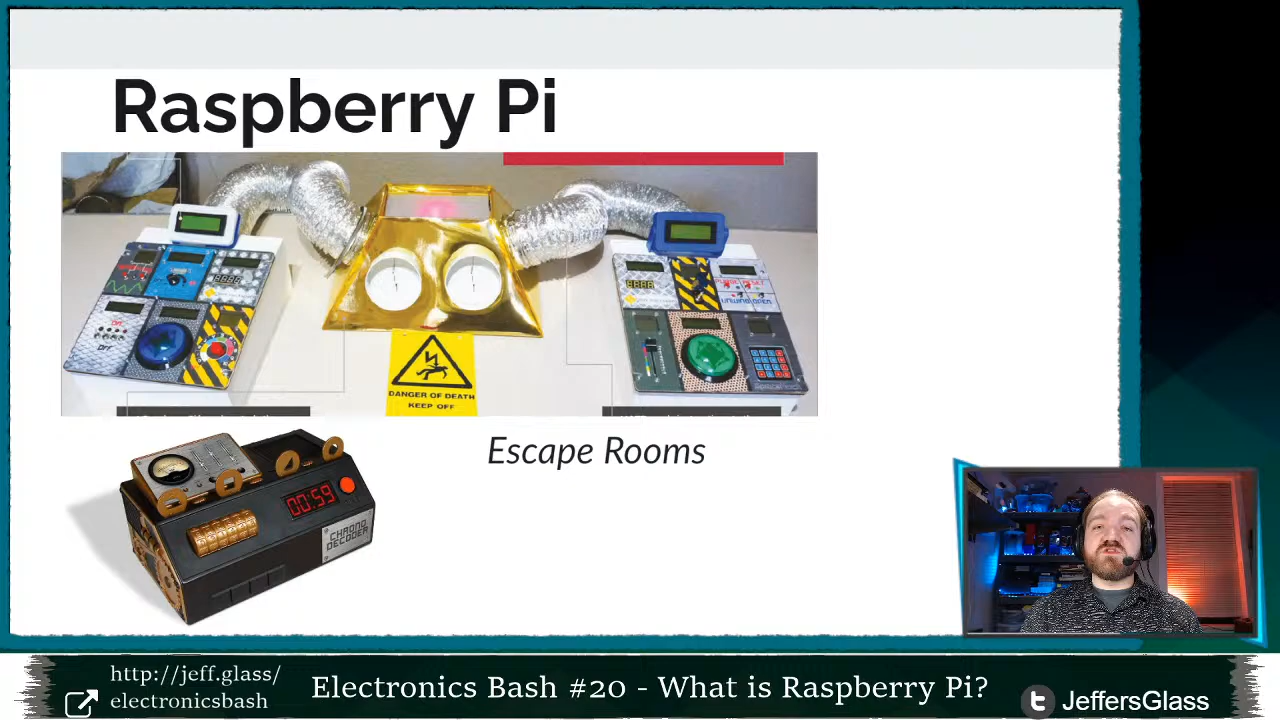 Raspberry Pi
DANGER OF DEATH
KEEP OFF
Escape Rooms
00:59
CHRONO
DECODER
http://jeff.glass/
electronicsbash
Electronics Bash #20 - What is Raspberry Pi?
JeffersGlass